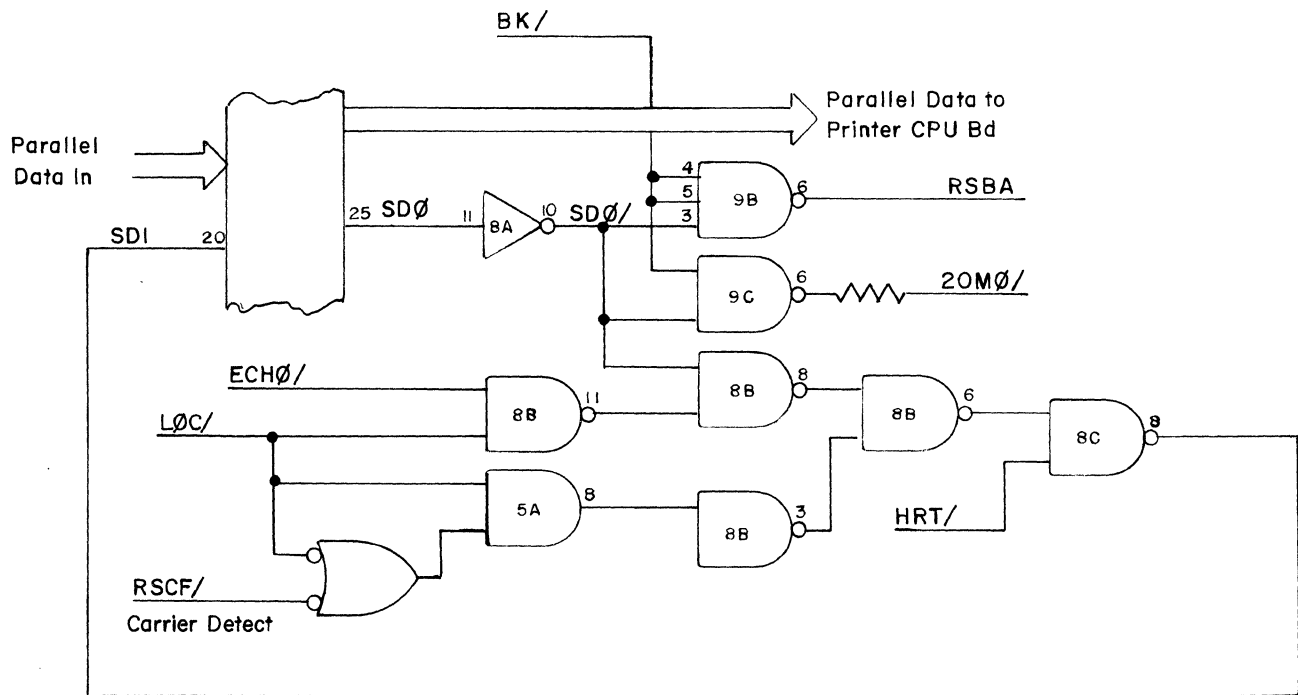 BK/
Parallel Data to
Printer CPU Bd
Parallel
Data In
4
5
3
9B
6
RSBA
25 SDØ
11
8A
10
SDØ/
SDI
20
9C
6
20MØ/
ECHØ/
8B
11
8B
8
8B
6
8C
8
LØC/
5A
8
8B
3
HRT/
RSCF/
Carrier Detect